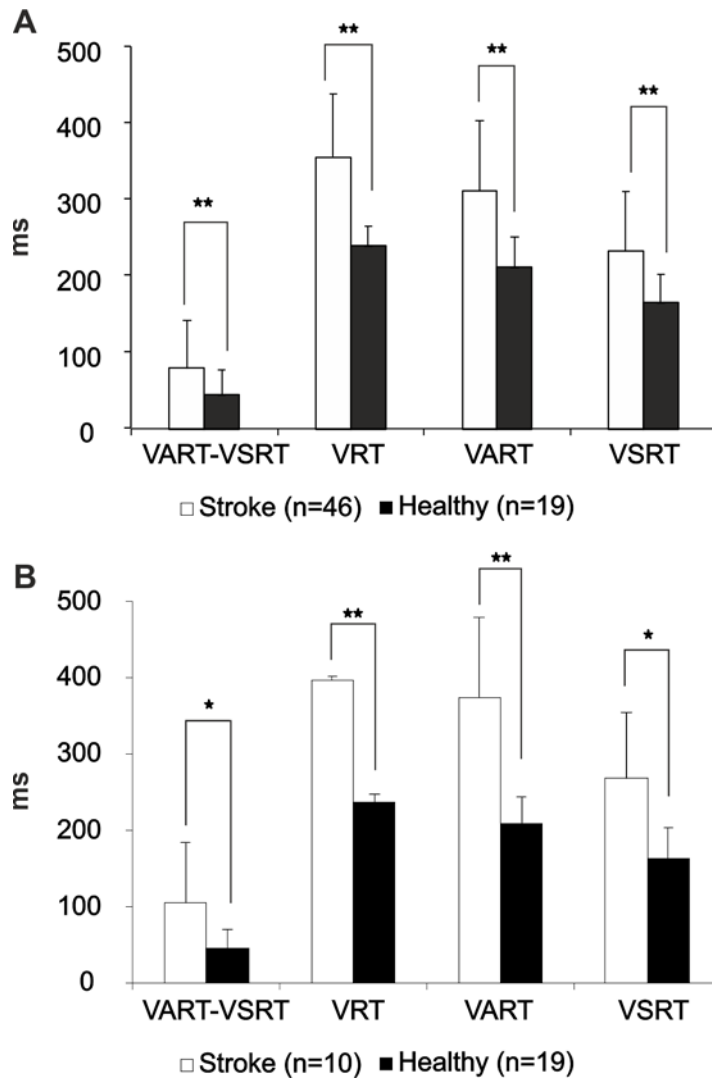 A
500
400
300
200
100
0
ms
**
**
**
**
VART-VSRT VRT VART VSRT
□ Stroke (n=46) ■ Healthy (n=19)
B
500
400
300
200
100
0
ms
*
**
**
*
VART-VSRT VRT VART VSRT
□ Stroke (n=10) ■ Healthy (n=19)